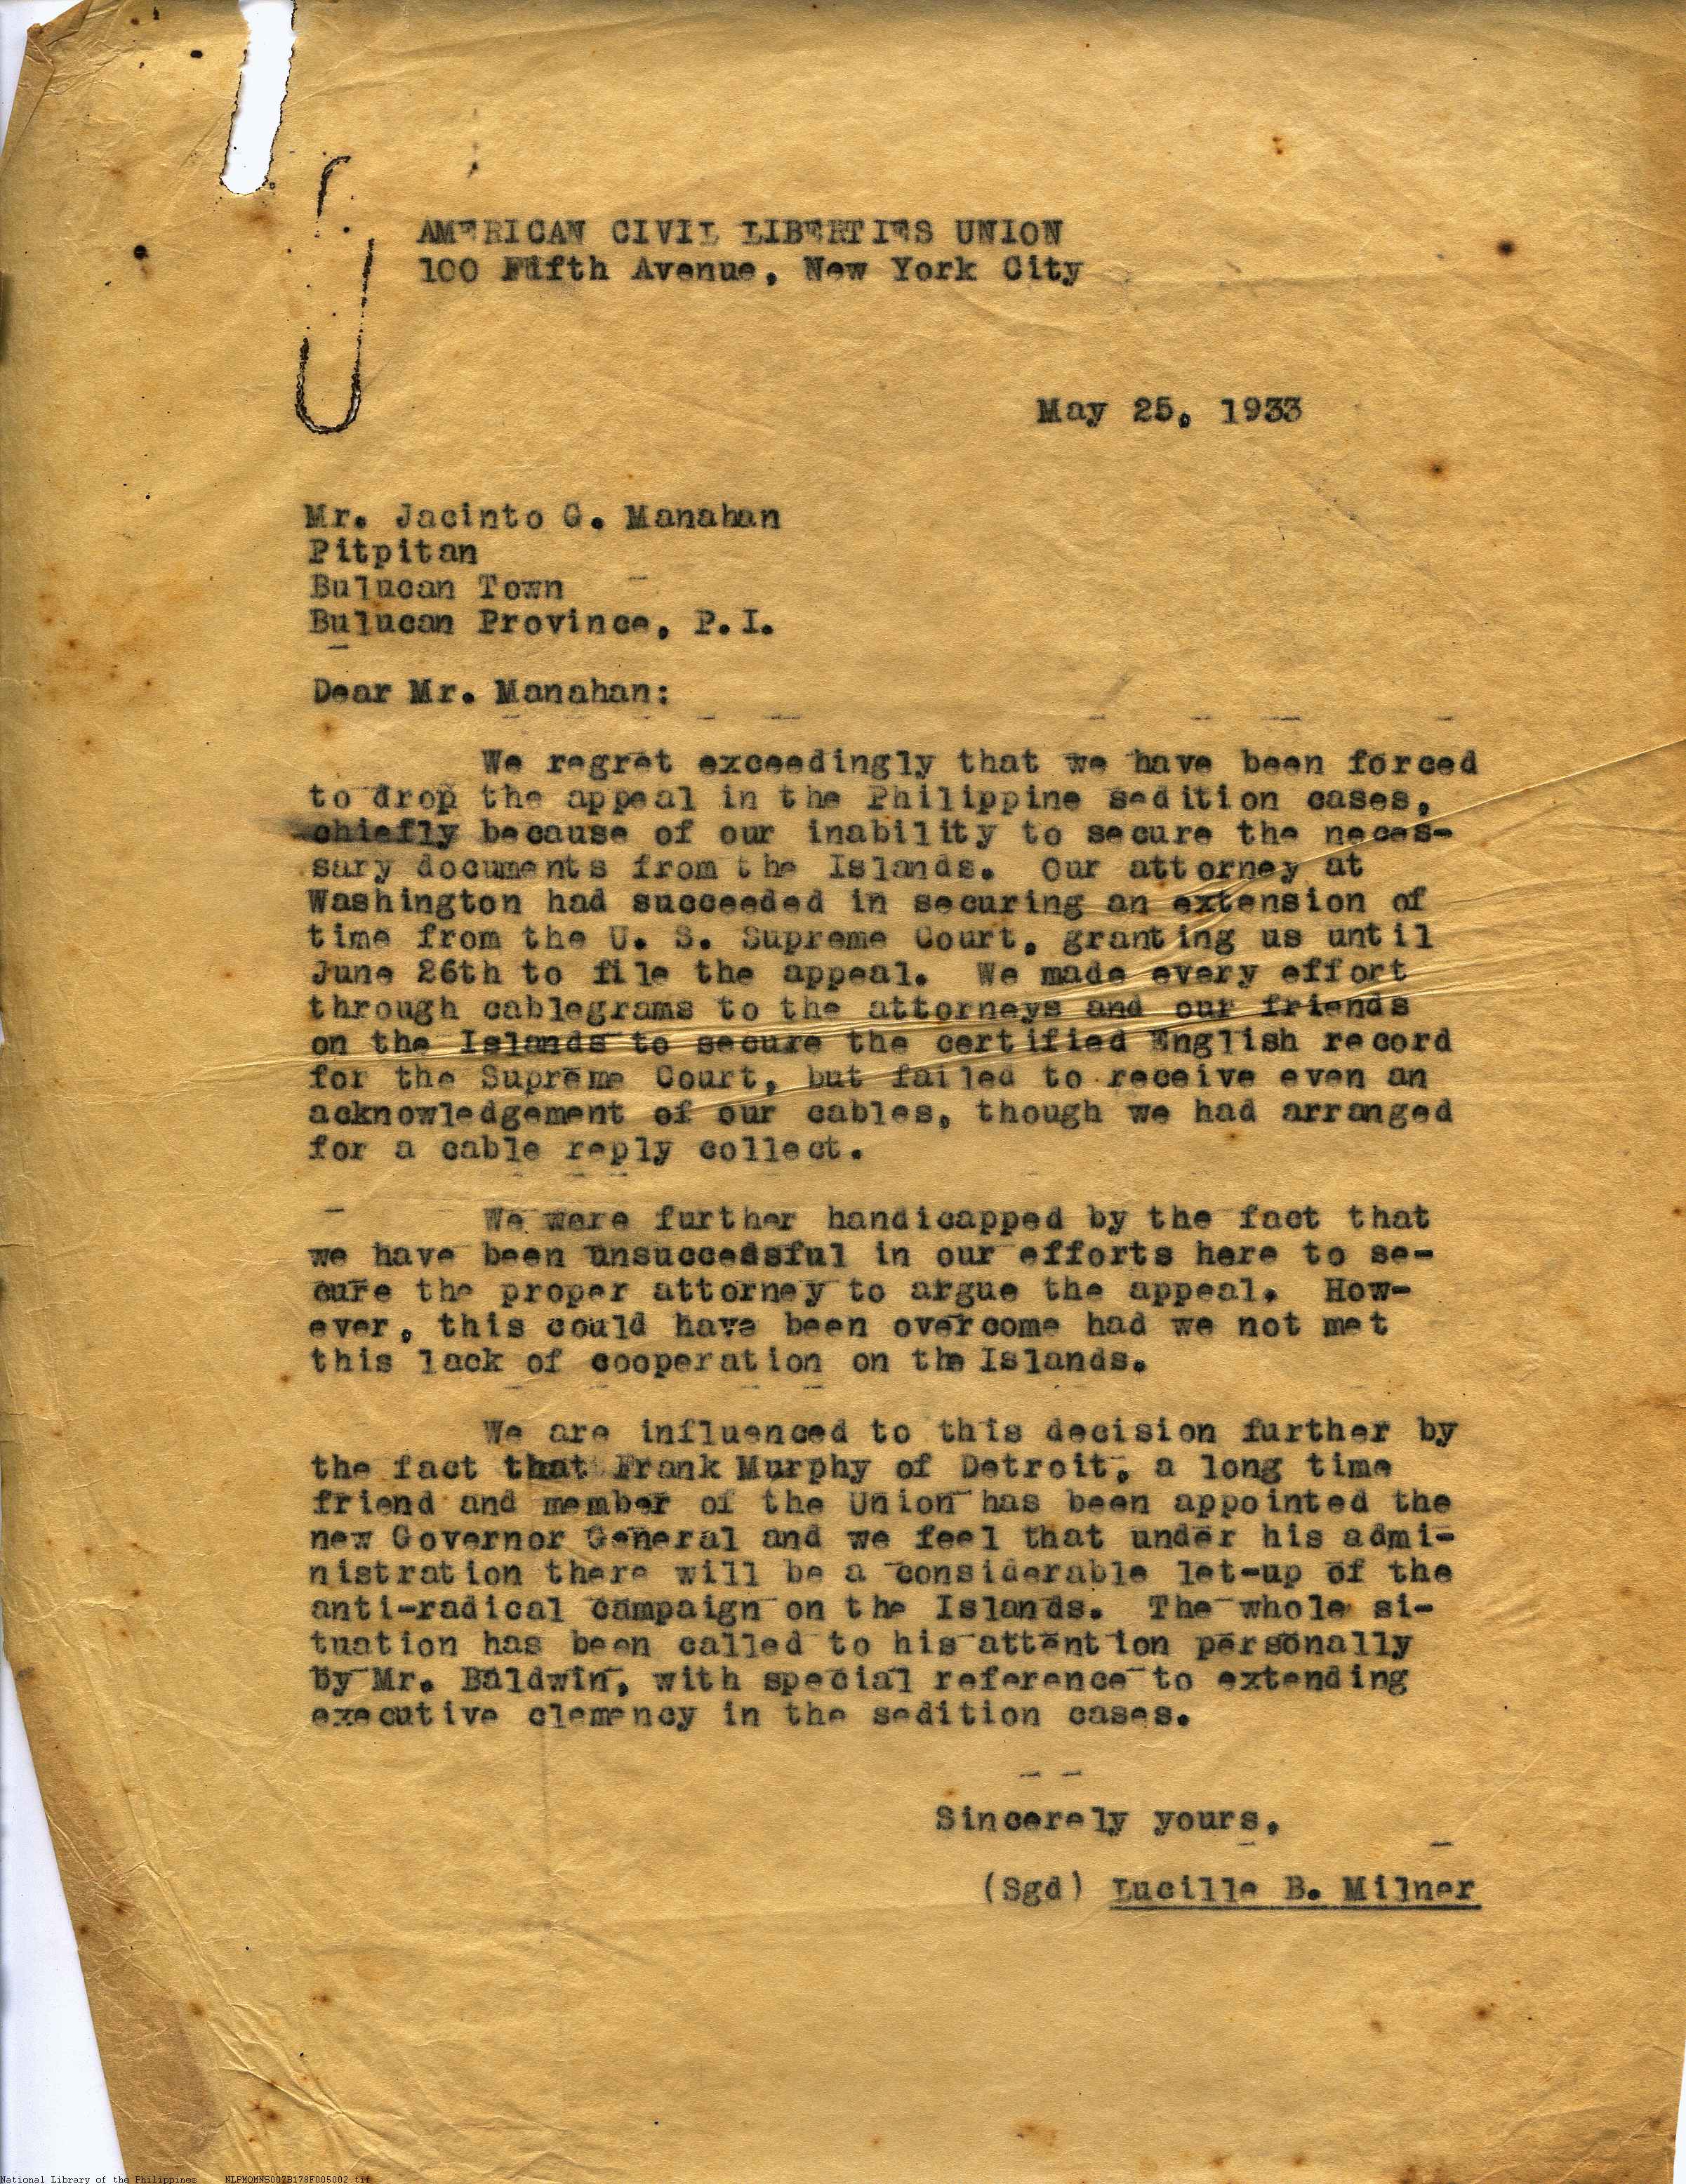 AMERICAN CIVIL LIBERTIES UNION
100 Fifth Avenue, New York City
May 25, 1933
Mr. Jacinto G. Manahan
Pitpitan
Bulucan Town
Bulucan Province, P.I.
Dear Mr. Manahan:
We regret exceedingly that we have been forced
to drop the appeal in the Philippine sedition cases,
chiefly because of our inability to secure the neces-
sary documents from the Islands. Our attorney at
Washington had succeeded in securing an extension of
time from the U. S. Supreme Court, granting us until
June 26th to file the appeal. We made every effort
through cablegrams to the attorneys and our friends
on the Islands to secure the certified English record
for the Supreme Court, but failed to receive even an
acknowledgement of our cables, though we had arranged
for a cable reply collect.
We were further handicapped by the fact that
we have been unsuccessful in our efforts here to se-
cure the proper attorney to argue the appeal. How-
ever, this could have been overcome had we not met
this lack of cooperation on the Islands.
We are influenced to this decision further by
the fact that Frank Murphy of Detroit, a long time
friend and member of the Union has been appointed the
new Governor General and we feel that under his admi-
nistration there will be a considerable let-up of the
anti-radical campaign on the Islands. The whole si-
tuation has been called to his attention personally
by Mr. Baldwin, with special reference to extending
executive clemency in the sedition cases.
Sincerely yours,
(Sgd) Lucille B. Milner
National Library of the Philippines NLPMQMNS007B178F005002.tif